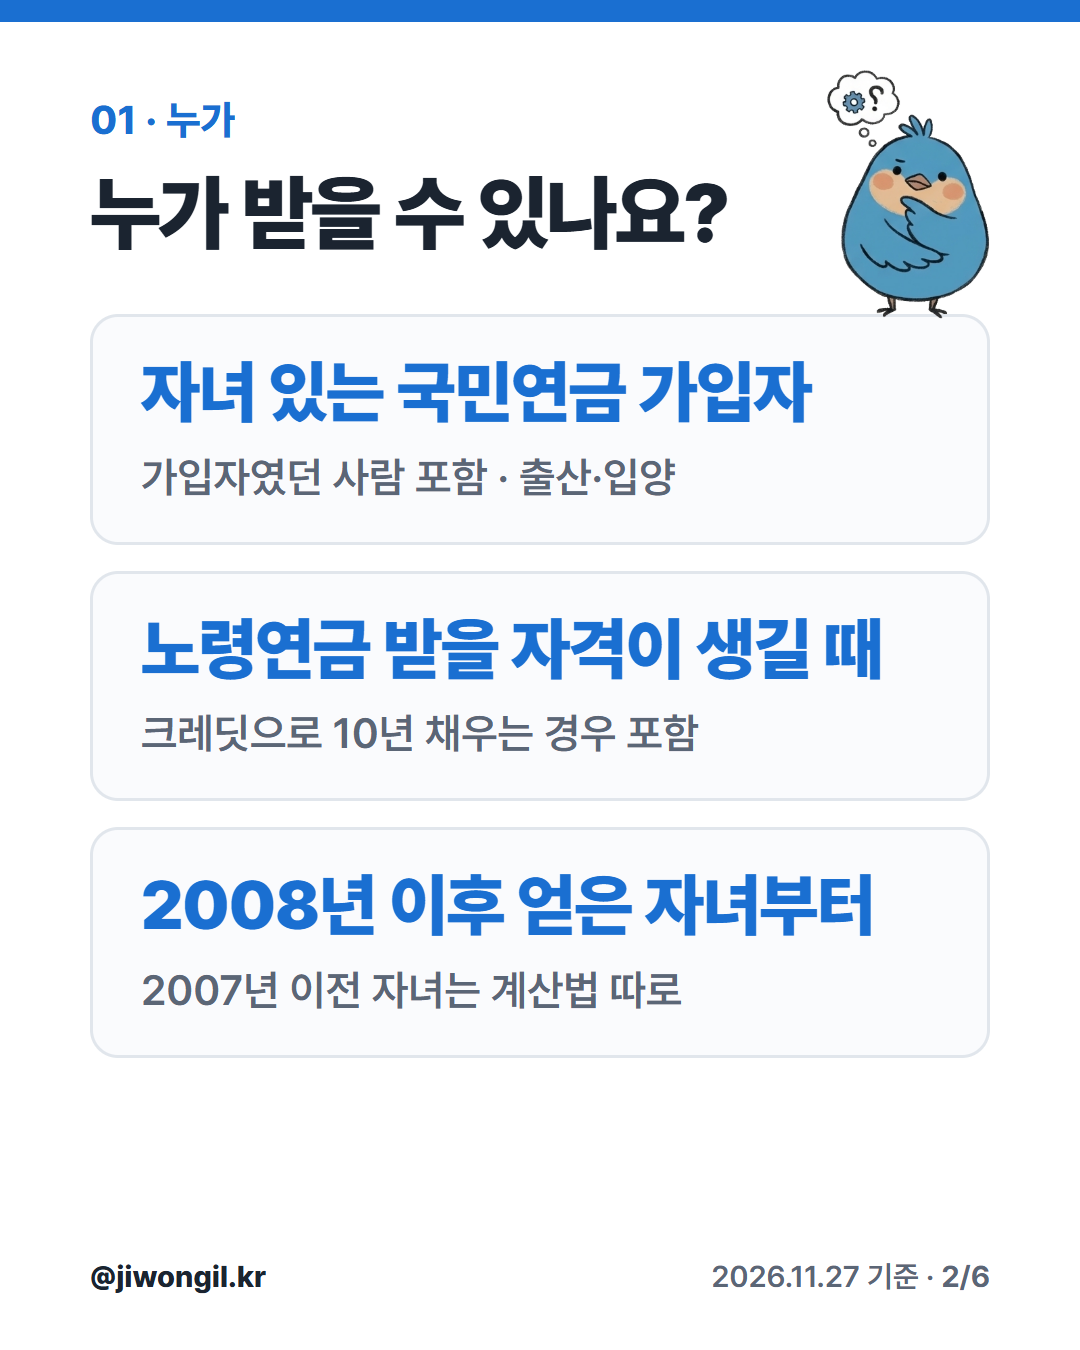 01 · 누가
누가 받을 수 있나요?
자녀 있는 국민연금 가입자
가입자였던 사람 포함 · 출산·입양
노령연금 받을 자격이 생길 때
크레딧으로 10년 채우는 경우 포함
2008년 이후 얻은 자녀부터
2007년 이전 자녀는 계산법 따로
@jiwongil.kr
2026.11.27 기준 · 2/6